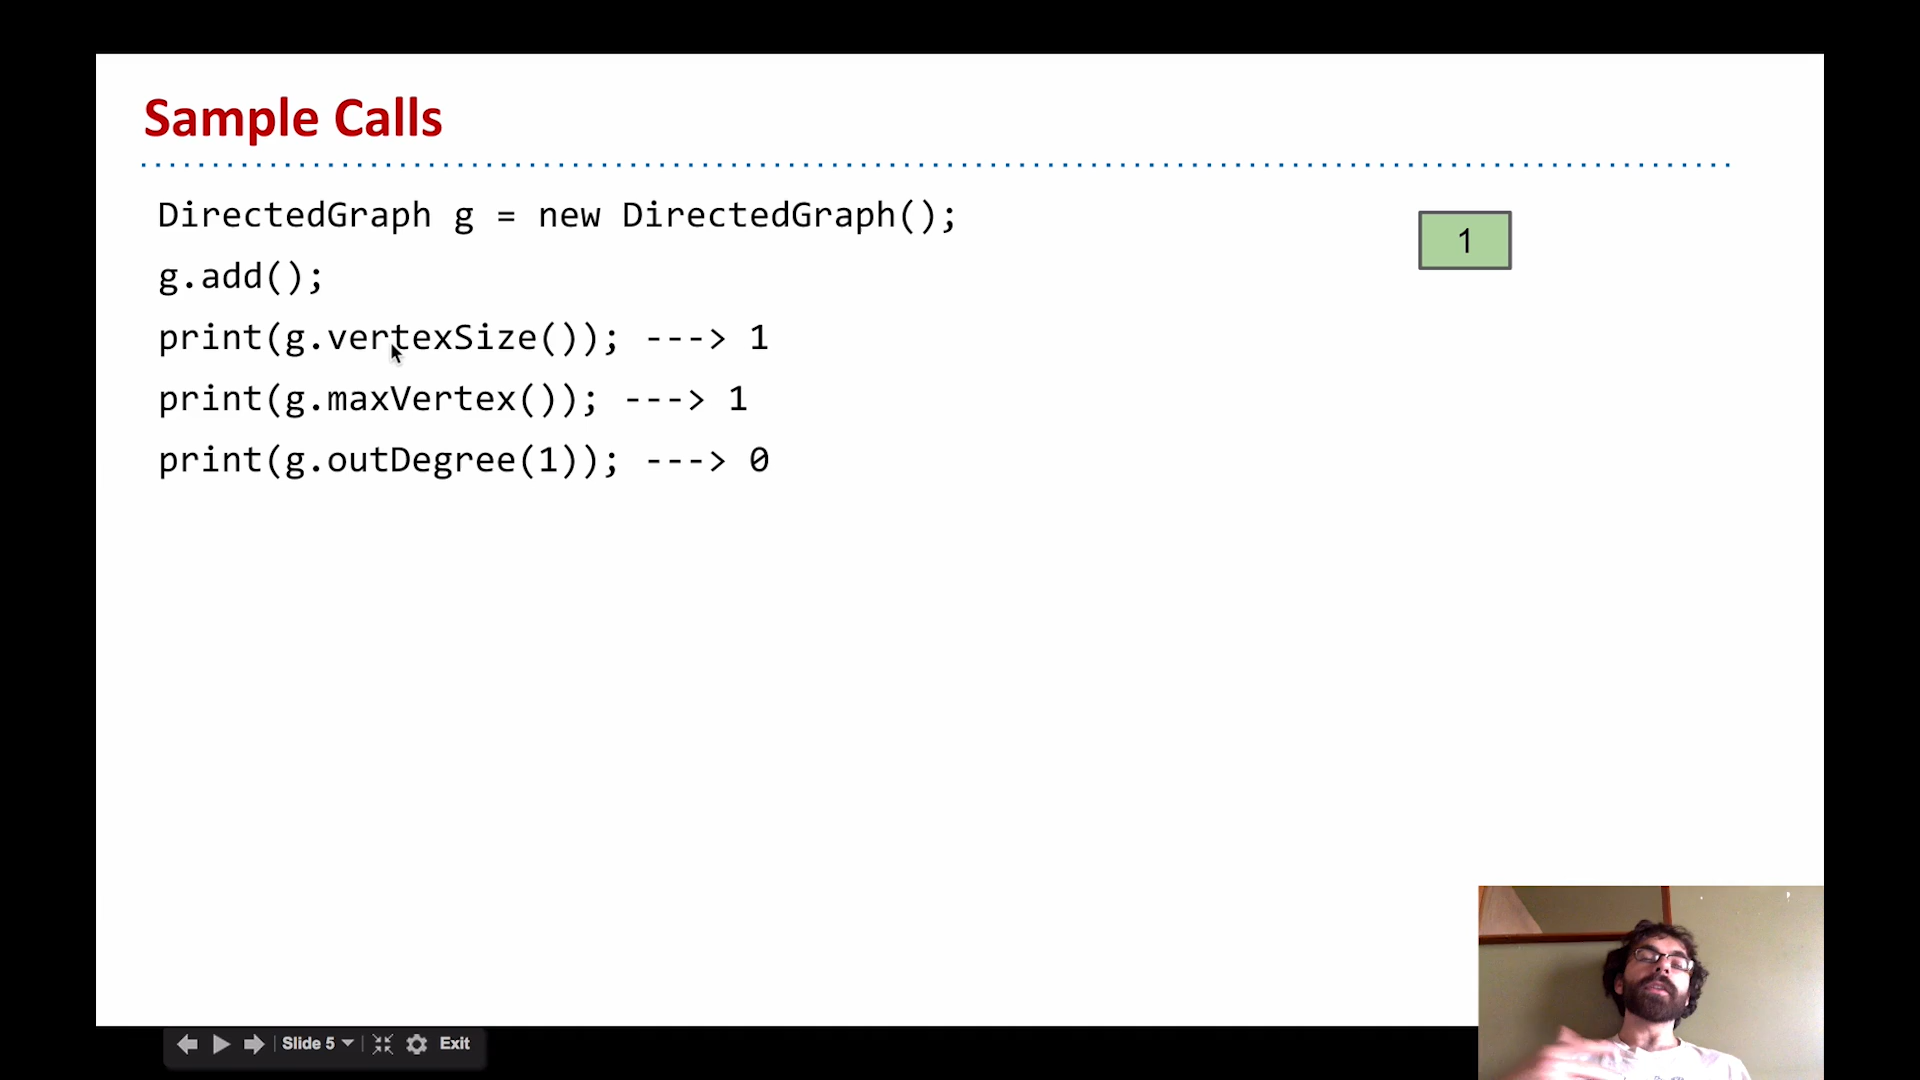 Sample Calls
DirectedGraph g = new DirectedGraph();
1
g.add();
print(g.vertexSize()); ---> 1
print(g.maxVertex()); ---> 1
print(g.outDegree(1)); ---> 0
Slide 5
Exit